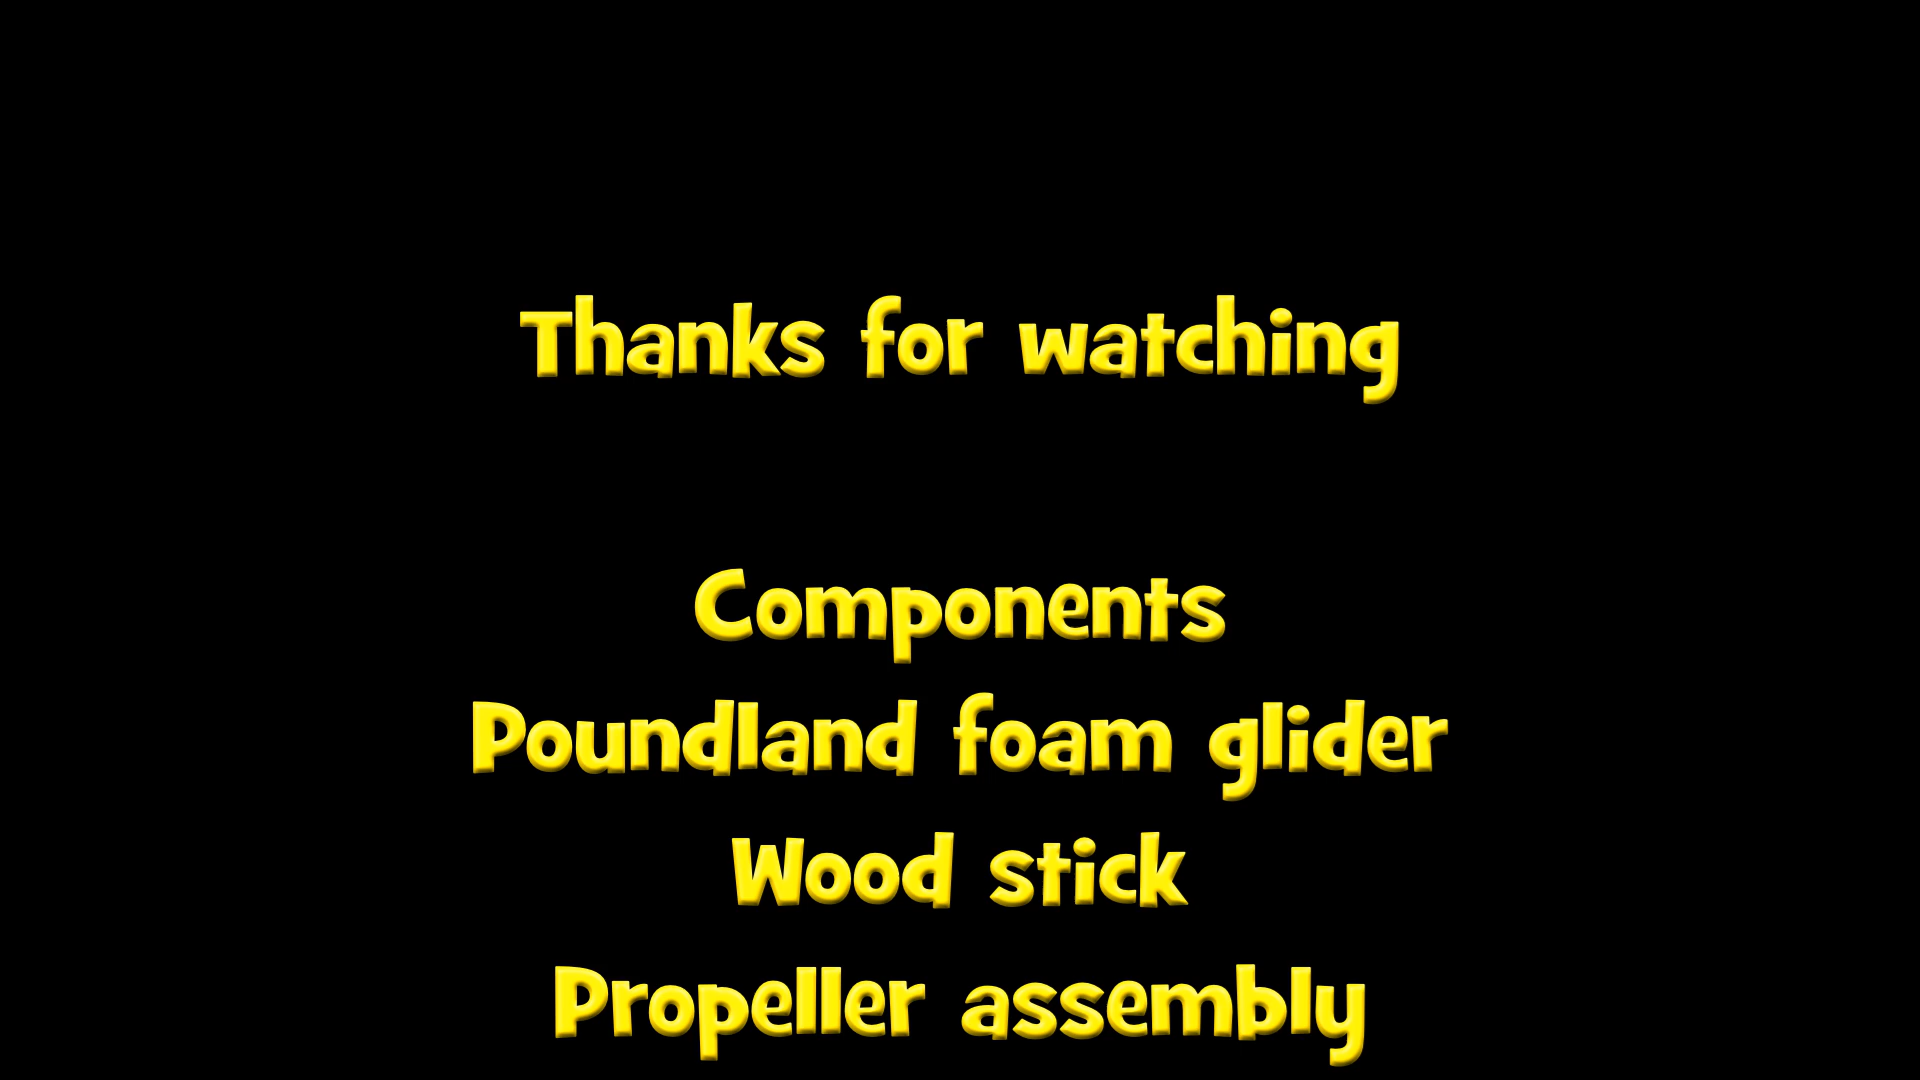 Thanks for watching
Components
Poundland foam glider
Wood stick
Propeller assembly